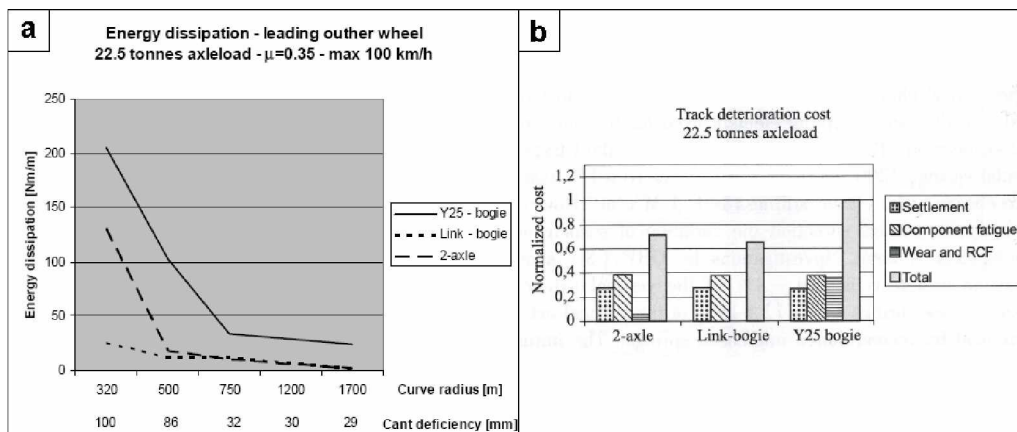 a
Energy dissipation - leading outher wheel
22.5 tonnes axleload - μ=0.35 - max 100 km/h
Energy dissipation [Nm/m]
250
200
150
100
50
0
320 500 750 1200 1700 Curve radius [m]
100 86 32 30 29 Cant deficiency [mm]
Y25 - bogie
Link - bogie
2-axle
b
Track deterioration cost
22.5 tonnes axleload
Normalized cost
1,2
1
0,8
0,6
0,4
0,2
0
2-axle Link-bogie Y25 bogie
Settlement
Component fatigue
Wear and RCF
Total